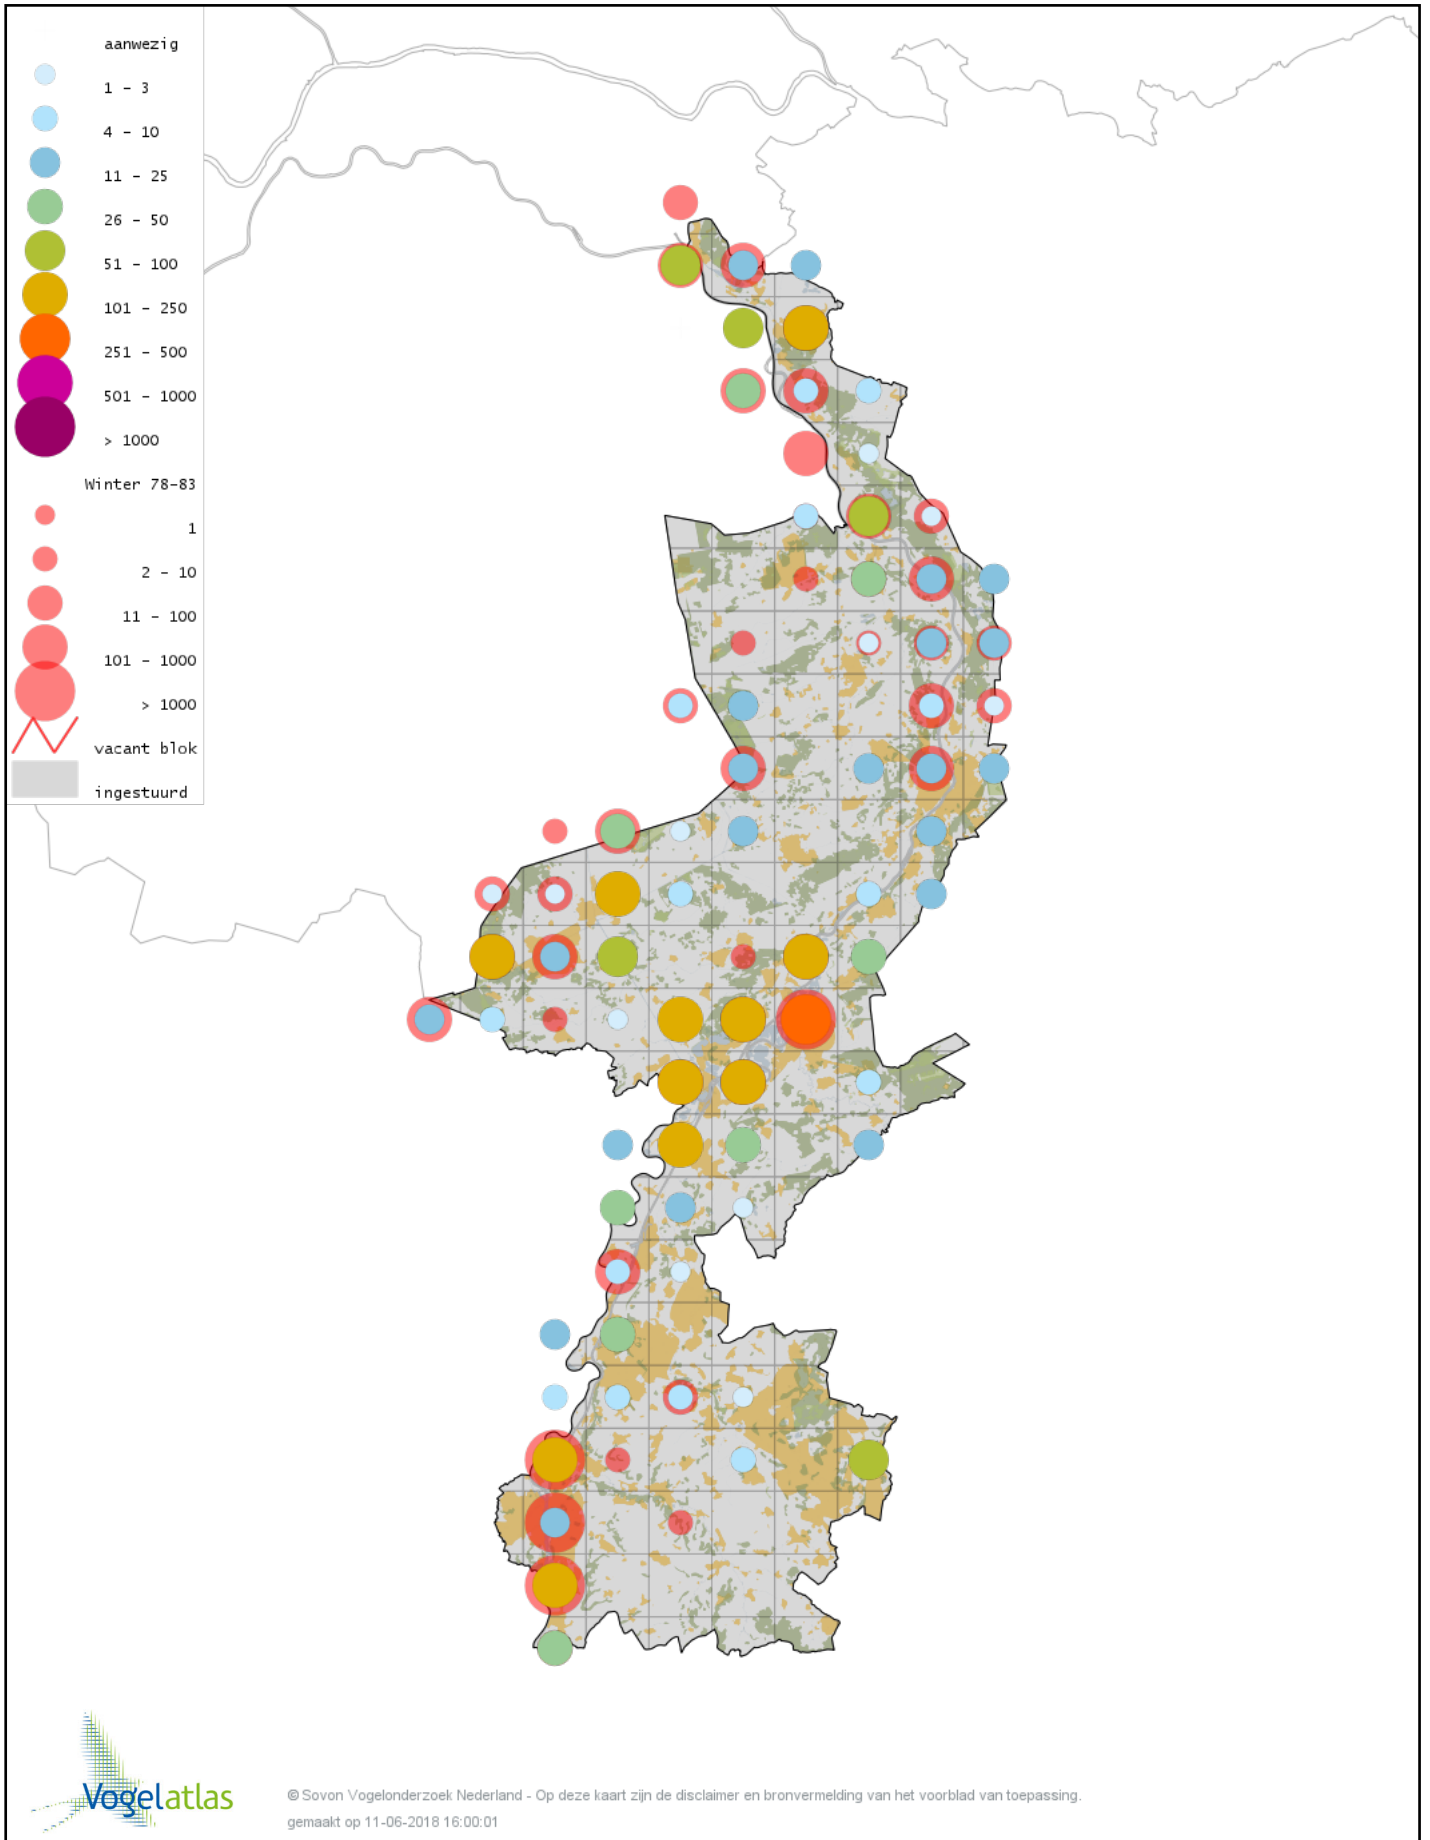 aanwezig
1 - 3
4 - 10
11 - 25
26 - 50
51 - 100
101 - 250
251 - 500
501 - 1000
> 1000
Winter 78-83
1
2 - 10
11 - 100
101 - 1000
> 1000
vacant blok
ingestuurd
Vogelatlas
© Sovon Vogelonderzoek Nederland - Op deze kaart zijn de disclaimer en bronvermelding van het voorblad van toepassing.
gemaakt op 11-06-2018 16:00:01